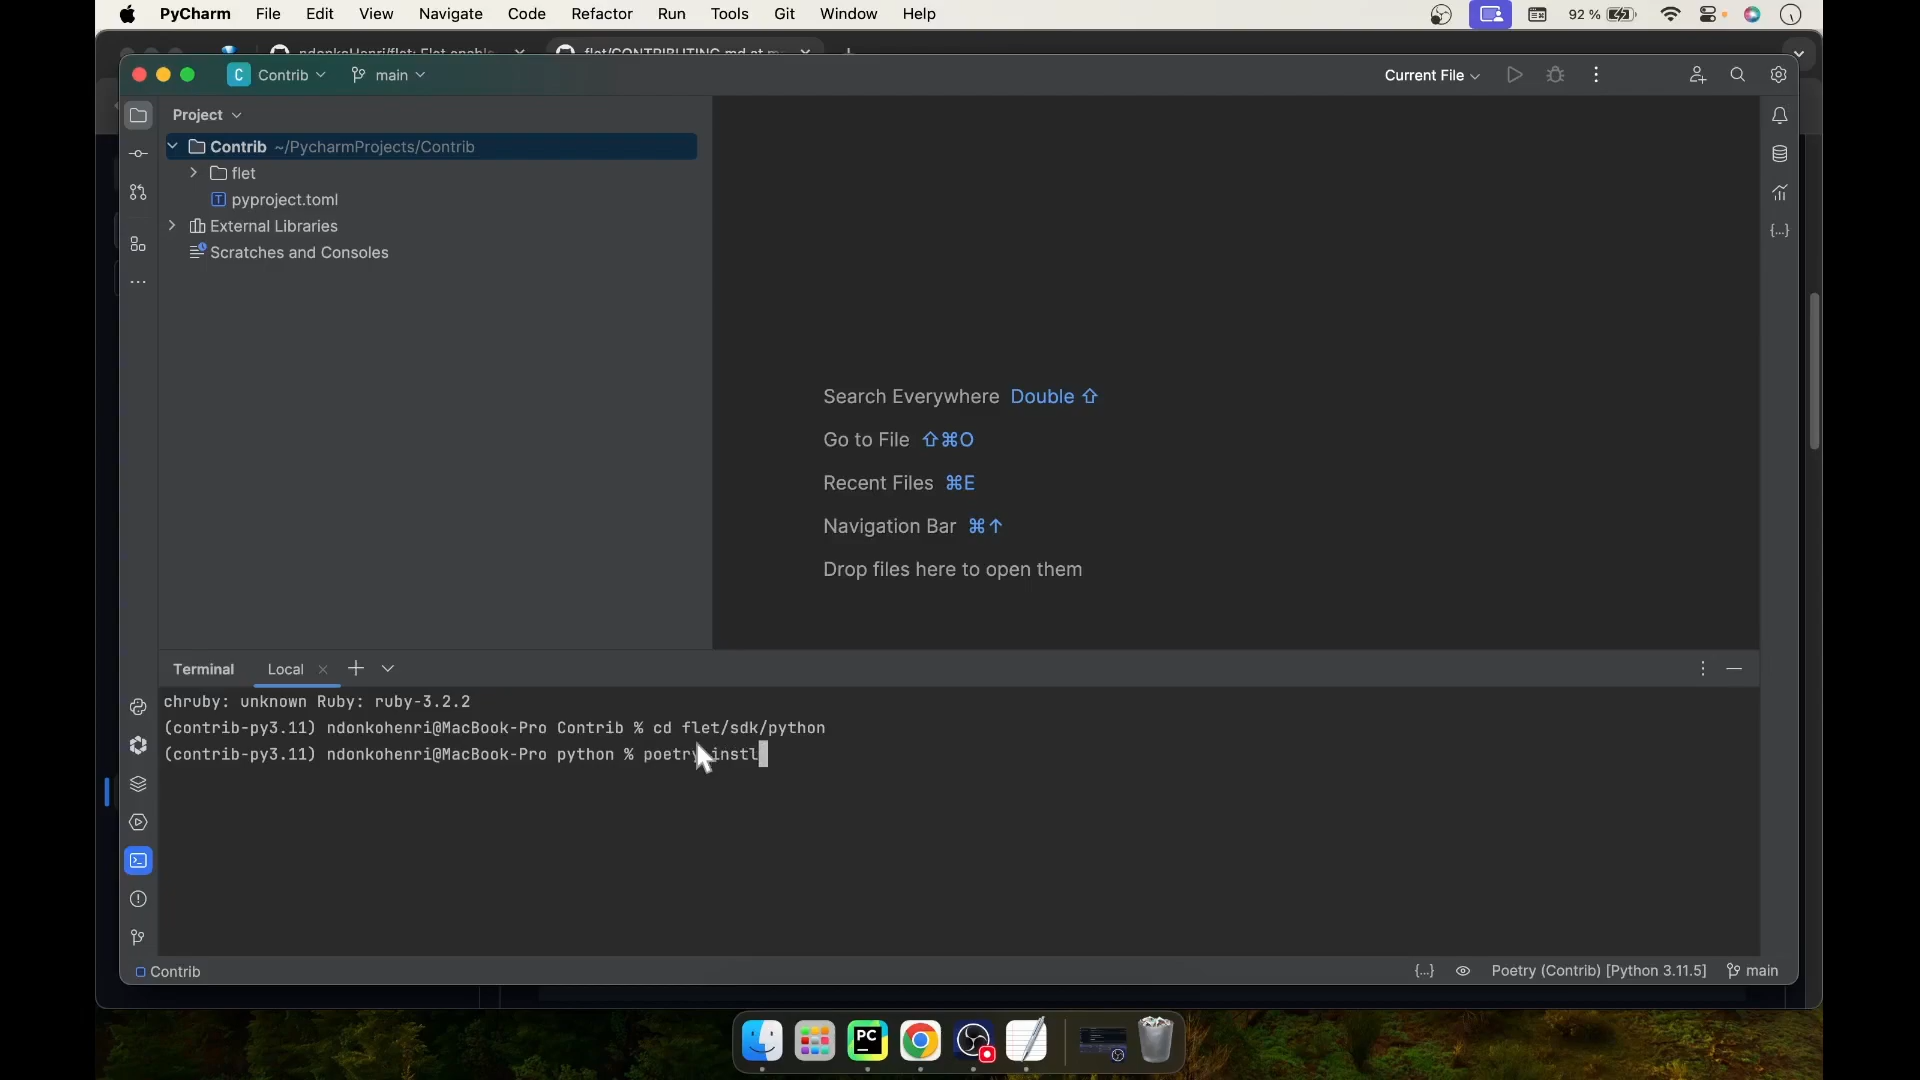 PyCharm File Edit View Navigate Code Refactor Run Tools Git Window Help 92 %
C Contrib main Current File
Project
Contrib ~/PycharmProjects/Contrib
flet
pyproject.toml
External Libraries
Scratches and Consoles
Search Everywhere Double ⇧
Go to File ⇧⌘O
Recent Files ⌘E
Navigation Bar ⌘↑
Drop files here to open them
Terminal Local
chruby: unknown Ruby: ruby-3.2.2
(contrib-py3.11) ndonkohenri@MacBook-Pro Contrib % cd flet/sdk/python
(contrib-py3.11) ndonkohenri@MacBook-Pro python % poetry instl
Contrib {...} Poetry (Contrib) [Python 3.11.5] main
PC